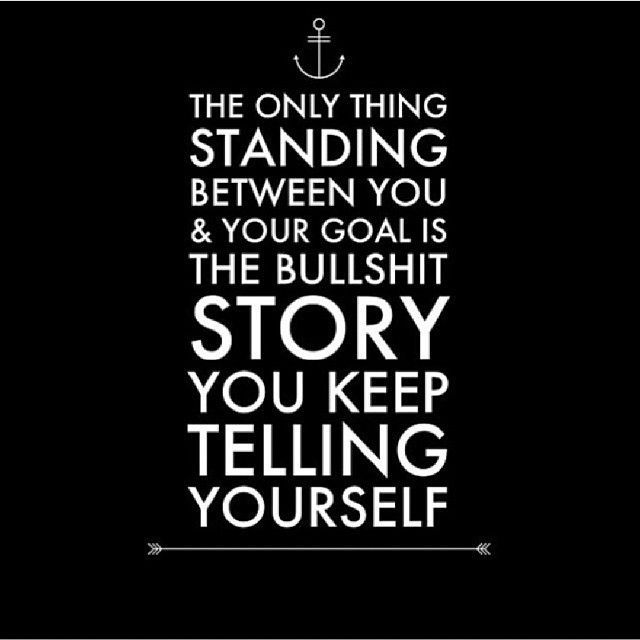 THE ONLY THING
STANDING
BETWEEN YOU
& YOUR GOAL IS
THE BULLSHIT
STORY
YOU KEEP
TELLING
YOURSELF